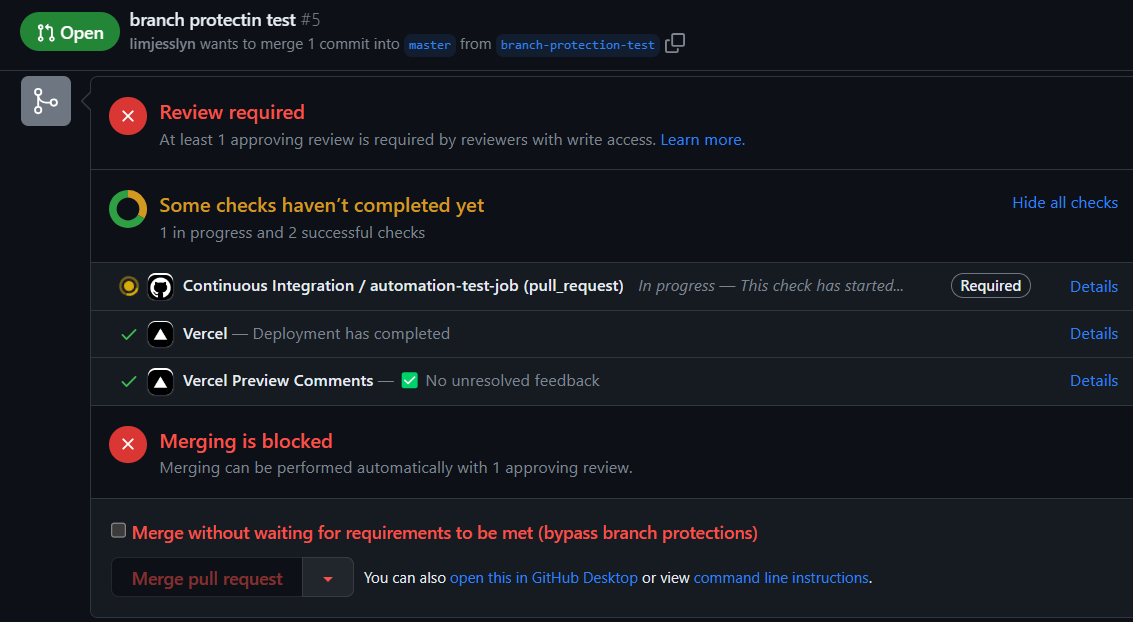 Open branch protectin test #5
limjesslyn wants to merge 1 commit into master from branch-protection-test
Review required
At least 1 approving review is required by reviewers with write access. Learn more.
Some checks haven’t completed yet Hide all checks
1 in progress and 2 successful checks
Continuous Integration / automation-test-job (pull_request) In progress — This check has started... Required Details
Vercel — Deployment has completed Details
Vercel Preview Comments — ✅ No unresolved feedback Details
Merging is blocked
Merging can be performed automatically with 1 approving review.
Merge without waiting for requirements to be met (bypass branch protections)
Merge pull request You can also open this in GitHub Desktop or view command line instructions.